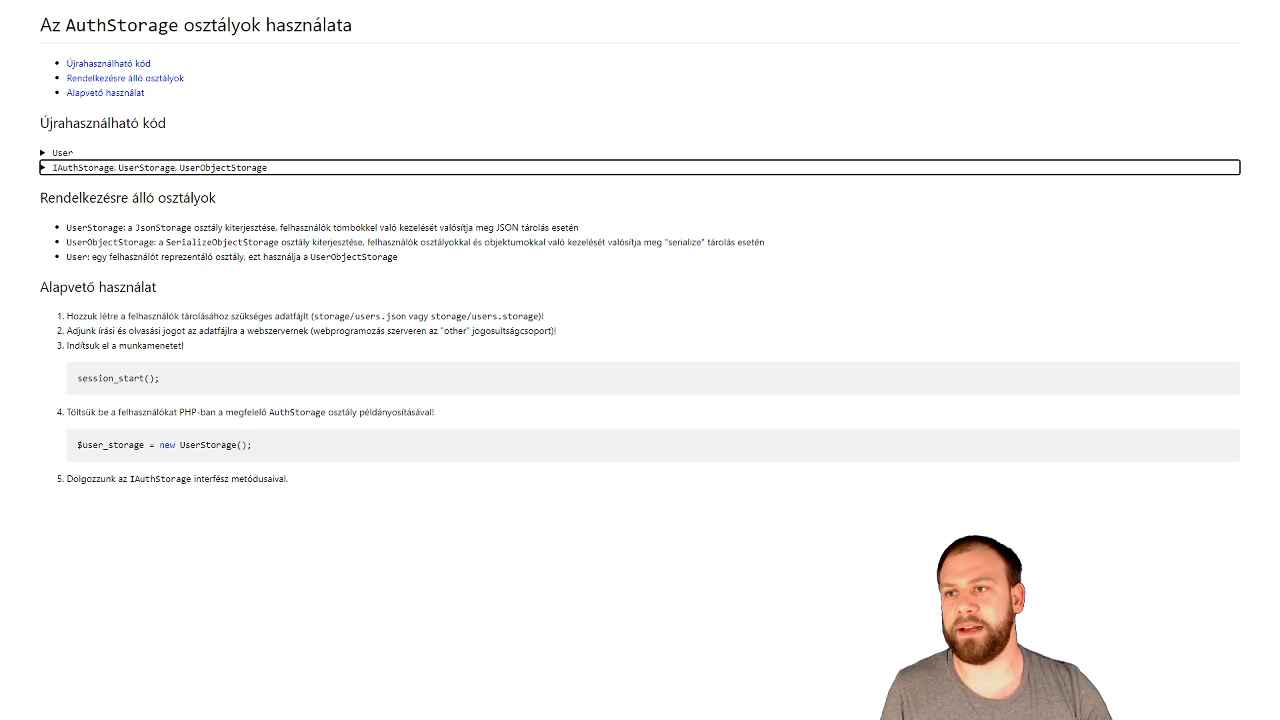 Az AuthStorage osztályok használata
Újrahasználható kód
Rendelkezésre álló osztályok
Alapvető használat
Újrahasználható kód
User
IAuthStorage, UserStorage, UserObjectStorage
Rendelkezésre álló osztályok
UserStorage: a JsonStorage osztály kiterjesztése, felhasználók tömbökkel való kezelését valósítja meg JSON tárolás esetén
UserObjectStorage: a SerializeObjectStorage osztály kiterjesztése, felhasználók osztályokkal és objektumokkal való kezelését valósítja meg "serialize" tárolás esetén
User: egy felhasználót reprezentáló osztály, ezt használja a UserObjectStorage
Alapvető használat
1. Hozzuk létre a felhasználók tárolásához szükséges adatfájlt (storage/users.json vagy storage/users.storage)!
2. Adjunk írási és olvasási jogot az adatfájlra a webszervernek (webprogramozás szerveren az "other" jogosultságcsoport)!
3. Indítsuk el a munkamenetet!
session_start();
4. Töltsük be a felhasználókat PHP-ban a megfelelő AuthStorage osztály példányosításával!
$user_storage = new UserStorage();
5. Dolgozzunk az IAuthStorage interfész metódusaival.